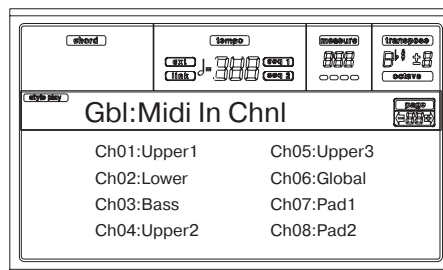 chord
tempo
measure
transpose
ext
seq 1
link
seq 2
octave
style play
Gbl:Midi In Chnl
page
Ch01:Upper1
Ch05:Upper3
Ch02:Lower
Ch06:Global
Ch03:Bass
Ch07:Pad1
Ch04:Upper2
Ch08:Pad2